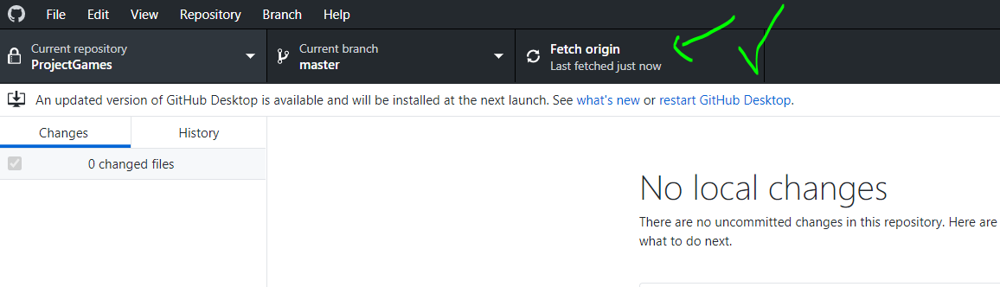 File Edit View Repository Branch Help
Current repository
ProjectGames
Current branch
master
Fetch origin
Last fetched just now
An updated version of GitHub Desktop is available and will be installed at the next launch. See what's new or restart GitHub Desktop.
Changes
History
0 changed files
No local changes
There are no uncommitted changes in this repository. Here are
what to do next.